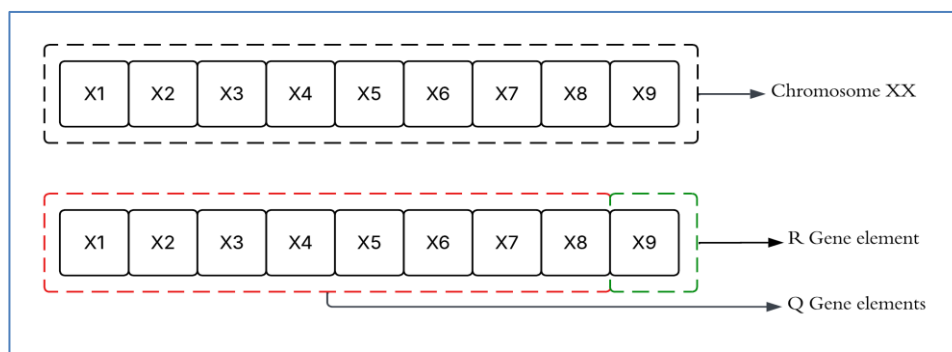 X1 X2 X3 X4 X5 X6 X7 X8 X9
Chromosome XX
X1 X2 X3 X4 X5 X6 X7 X8 X9
R Gene element
Q Gene elements